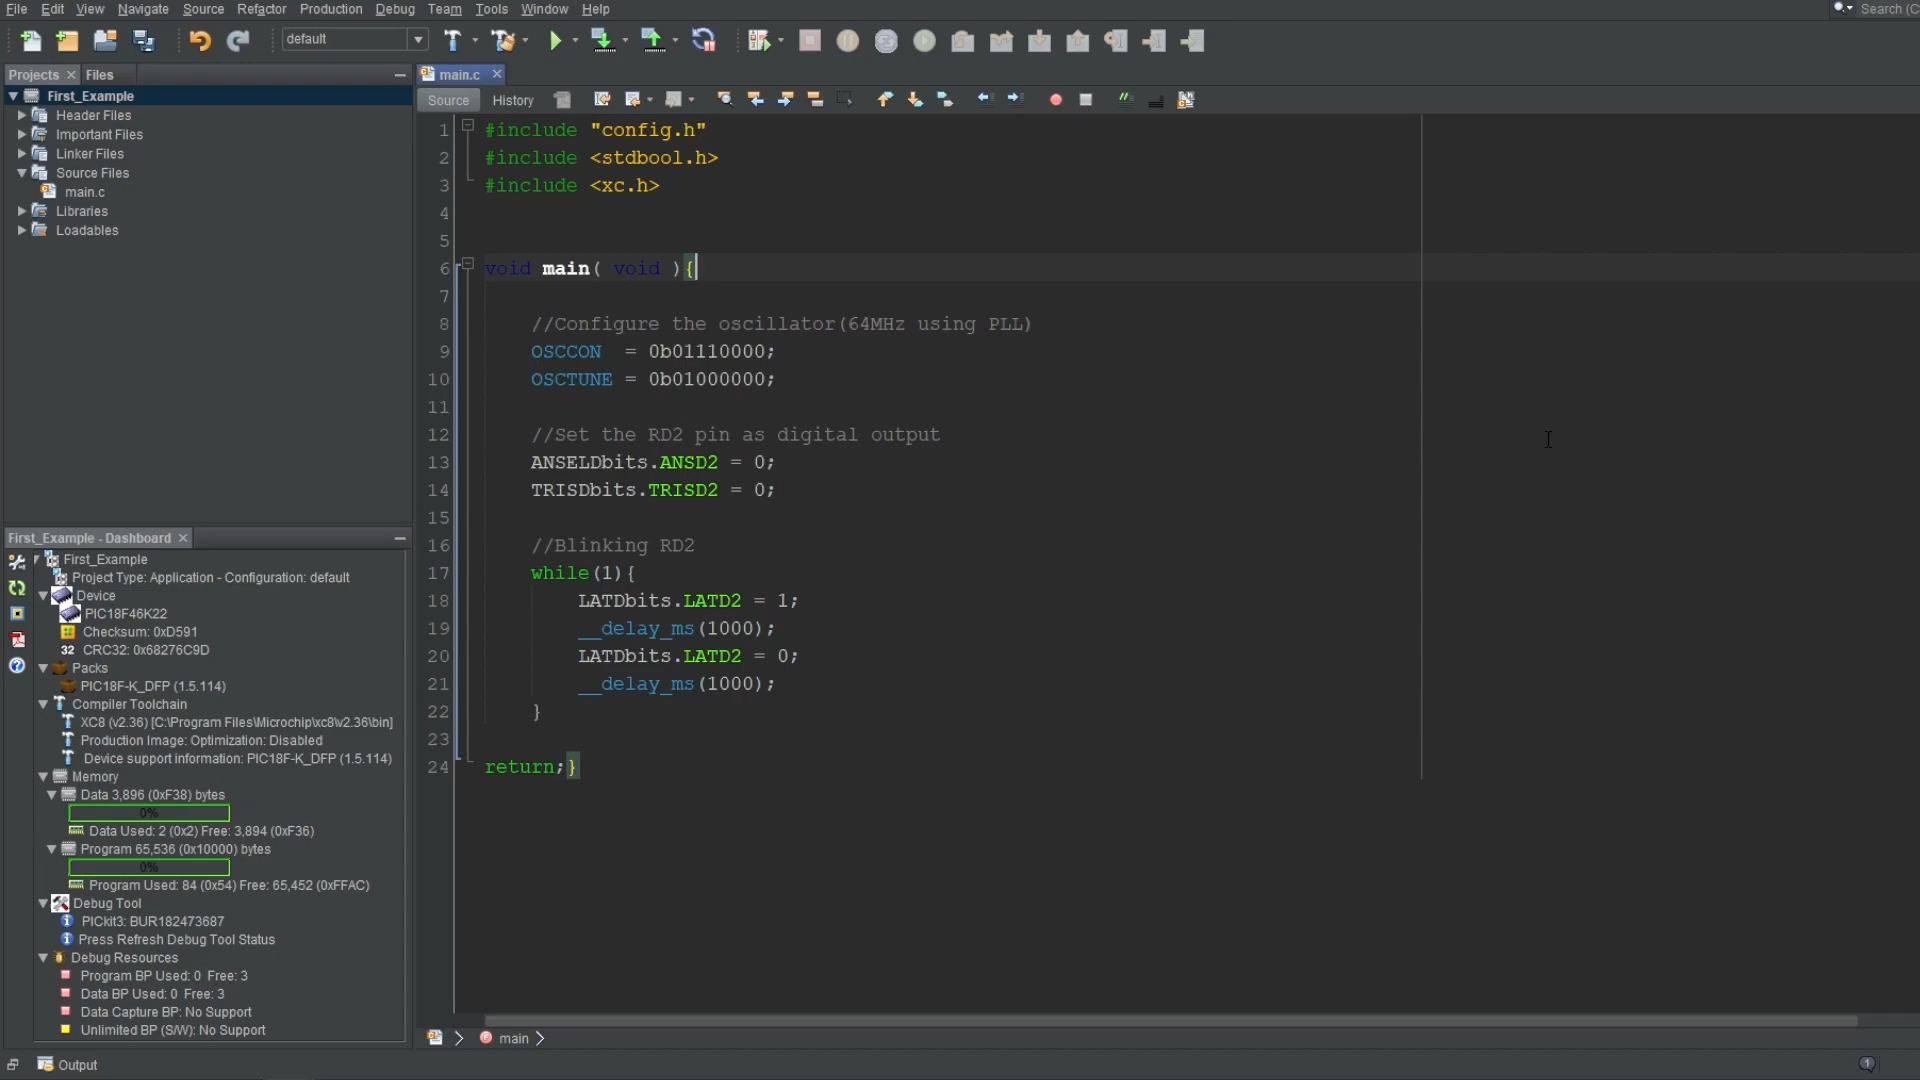 File Edit View Navigate Source Refactor Production Debug Team Tools Window Help
Search (C
default
Projects Files
First_Example
Header Files
Important Files
Linker Files
Source Files
main.c
Libraries
Loadables
main.c
Source History
1 #include "config.h"
2 #include <stdbool.h>
3 #include <xc.h>
4
5
6 void main( void ){
7
8 //Configure the oscillator(64MHz using PLL)
9 OSCCON = 0b01110000;
10 OSCTUNE = 0b01000000;
11
12 //Set the RD2 pin as digital output
13 ANSELDbits.ANSD2 = 0;
14 TRISDbits.TRISD2 = 0;
15
16 //Blinking RD2
17 while(1){
18 LATDbits.LATD2 = 1;
19 __delay_ms(1000);
20 LATDbits.LATD2 = 0;
21 __delay_ms(1000);
22 }
23
24 return;}
First_Example - Dashboard
First_Example
Project Type: Application - Configuration: default
Device
PIC18F46K22
Checksum: 0xD591
32 CRC32: 0x68276C9D
Packs
PIC18F-K_DFP (1.5.114)
Compiler Toolchain
XC8 (v2.36) [C:\Program Files\Microchip\xc8\v2.36\bin]
Production Image: Optimization: Disabled
Device support information: PIC18F-K_DFP (1.5.114)
Memory
Data 3,896 (0xF38) bytes
0%
Data Used: 2 (0x2) Free: 3,894 (0xF36)
Program 65,536 (0x10000) bytes
0%
Program Used: 84 (0x54) Free: 65,452 (0xFFAC)
Debug Tool
PICkit3: BUR182473687
Press Refresh Debug Tool Status
Debug Resources
Program BP Used: 0 Free: 3
Data BP Used: 0 Free: 3
Data Capture BP: No Support
Unlimited BP (S/W): No Support
main
Output
1